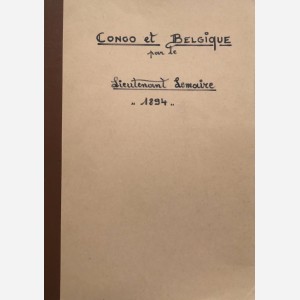 CONGO et BELGIQUE
par le
Lieutenant Lemaire
„ 1894 „